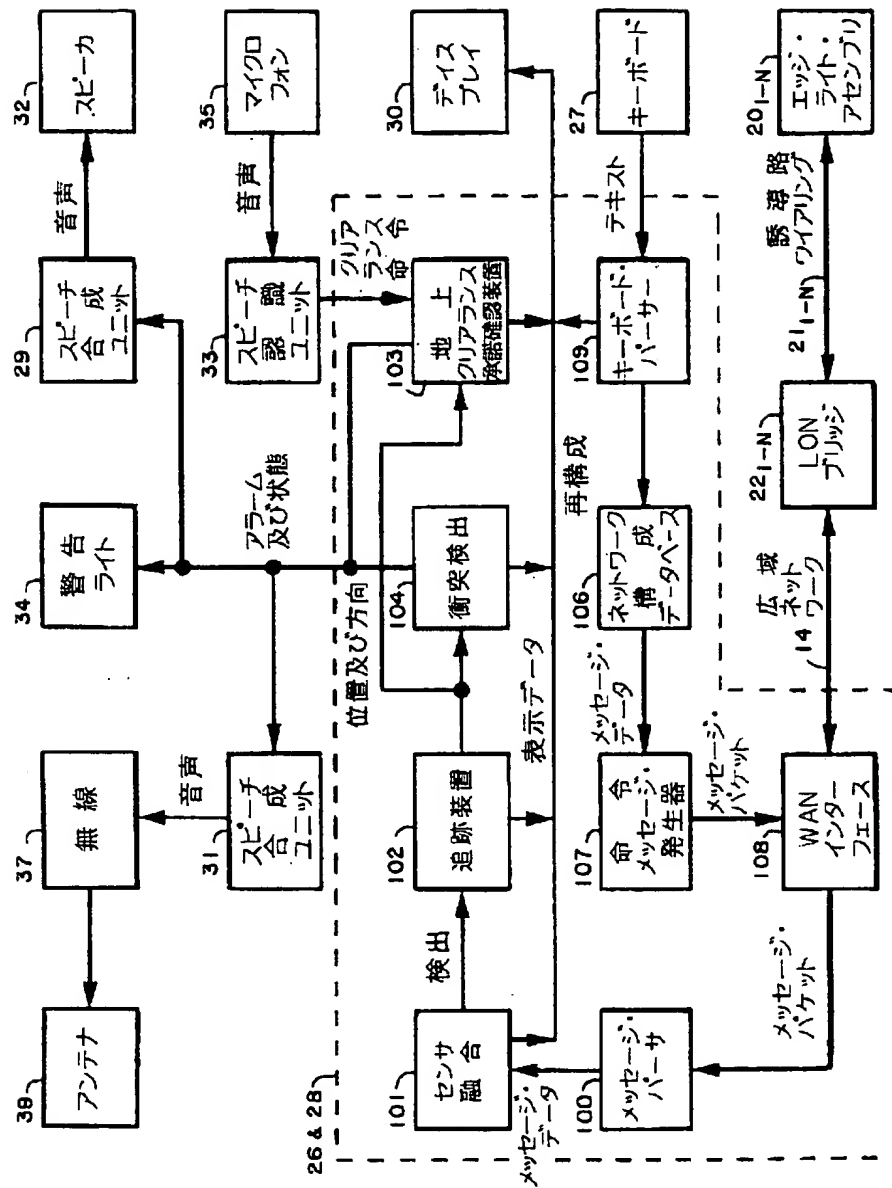 39
アンテナ
37
無線
34
警告
ライト
29
スピーチ
合成
ユニット
音声
32
スピーカ
音声
31
スピーチ
合成
ユニット
アラーム
及び状態
33
スピーチ
認識
ユニット
音声
35
マイクロ
フォン
26 & 28
位置及び方向
クリア
ランス命令
101
センサ
融合
検出
102
追跡装置
104
衝突検出
103
地上
クリアランス
承諾確認装置
30
ディス
プレイ
メッセージ・
データ
表示データ
再構成
テキスト
100
メッセージ・
パーサ
107
命令
メッセージ・
発生器
メッセージ・
データ
106
ネットワーク
構成
データベース
109
キーボード・
パーサー
27
キーボード
メッセージ・
パケット
メッセージ・
パケット
108
WAN
インター
フェース
広域
ネット
ワーク
14
22 1-N
LON
ブリッジ
誘導路
ワイアリング
21 1-N
20 1-N
エッジ・
ライト・
アセンブリ